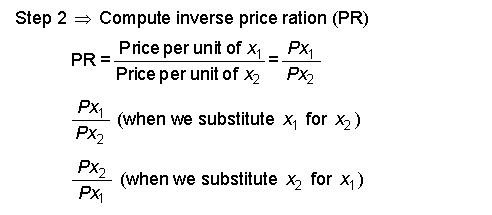 Step 2 ⇒ Compute inverse price ration (PR)
PR = Price per unit of x₁ / Price per unit of x₂ = Px₁ / Px₂
Px₁ / Px₂ (when we substitute x₁ for x₂)
Px₂ / Px₁ (when we substitute x₂ for x₁)